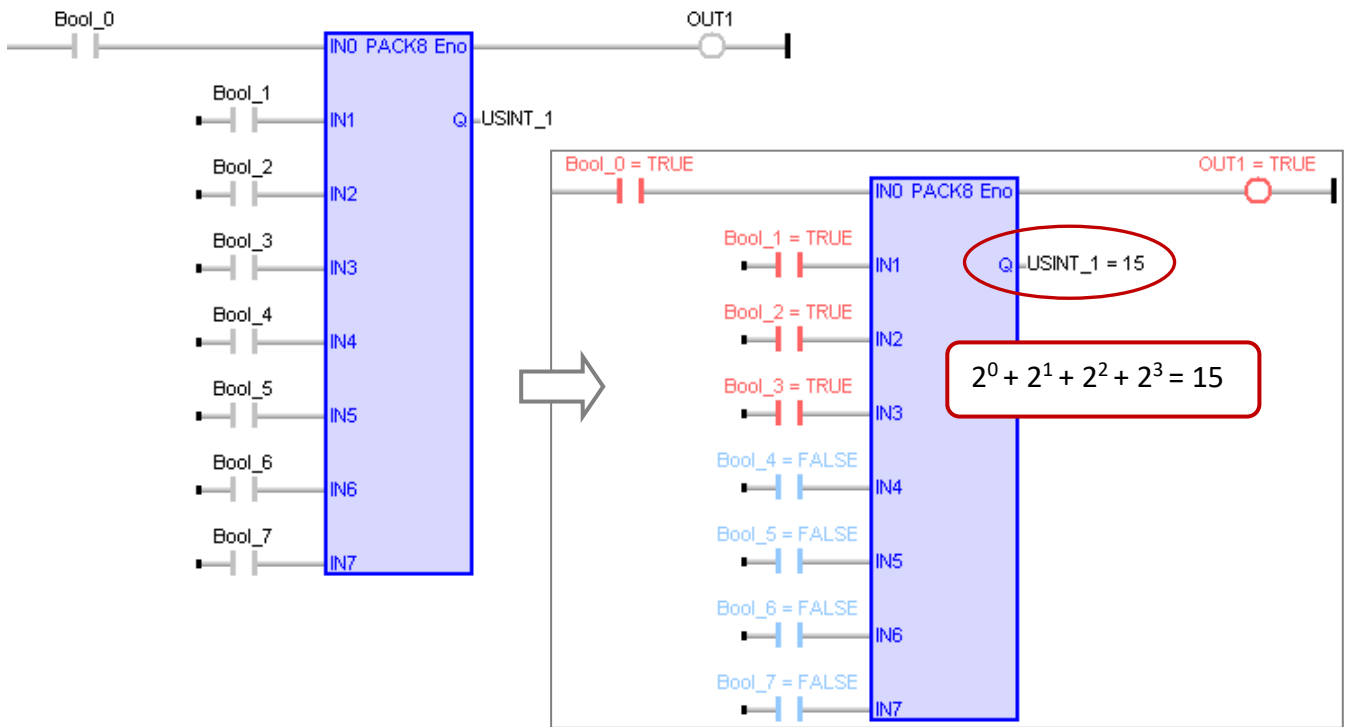 Bool_0
OUT1
IN0 PACK8 Eno
Bool_1
IN1
Q
USINT_1
Bool_2
IN2
Bool_3
IN3
Bool_4
IN4
Bool_5
IN5
Bool_6
IN6
Bool_7
IN7
Bool_0 = TRUE
OUT1 = TRUE
IN0 PACK8 Eno
Bool_1 = TRUE
IN1
Q
USINT_1 = 15
Bool_2 = TRUE
IN2
2⁰ + 2¹ + 2² + 2³ = 15
Bool_3 = TRUE
IN3
Bool_4 = FALSE
IN4
Bool_5 = FALSE
IN5
Bool_6 = FALSE
IN6
Bool_7 = FALSE
IN7